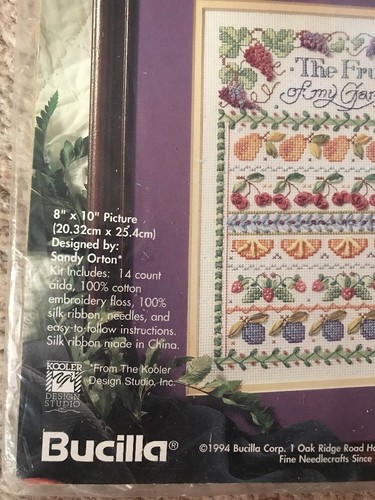 The Fru
of my Gar
8" x 10" Picture
(20.32cm x 25.4cm)
Designed by:
Sandy Orton*
Kit Includes: 14 count
aida, 100% cotton
embroidery floss, 100%
silk ribbon, needles, and
easy-to-follow instructions.
Silk ribbon made in China.
KOOLER
DESIGN
STUDIO
*From The Kooler
Design Studio, Inc.
Bucilla®
©1994 Bucilla Corp. 1 Oak Ridge Road Ha
Fine Needlecrafts Since